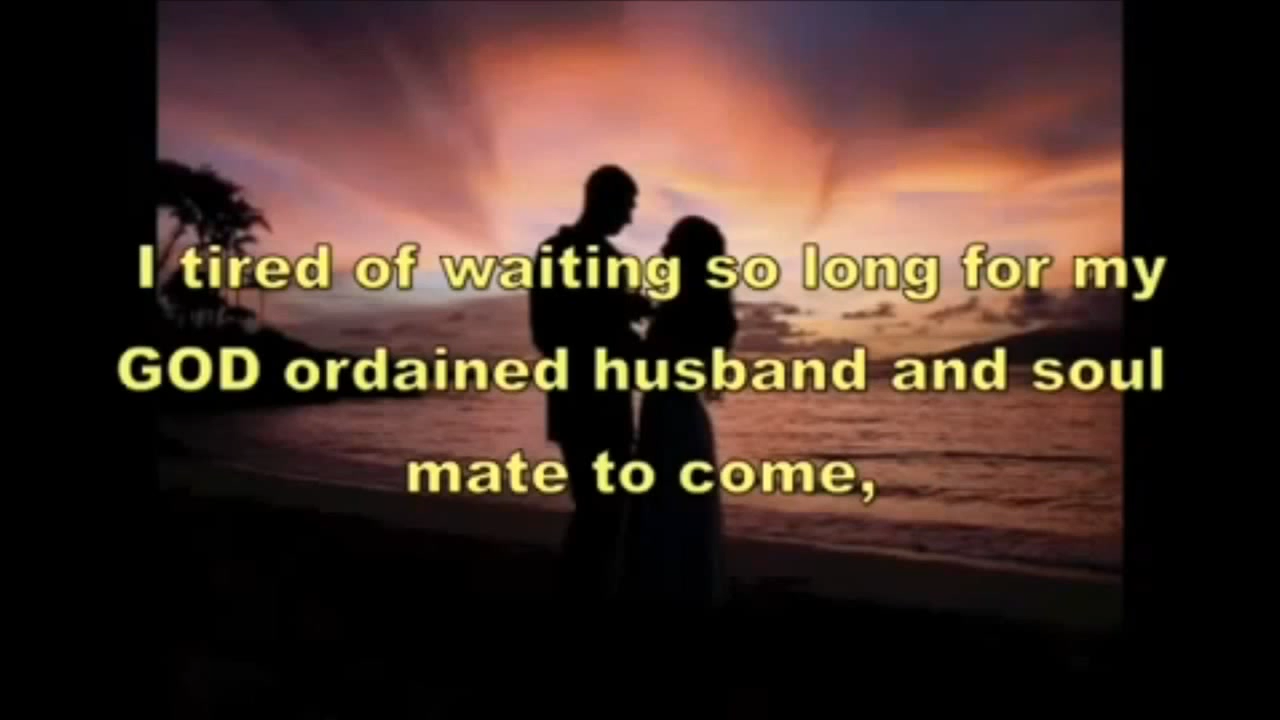 I tired of waiting so long for my
GOD ordained husband and soul
mate to come,